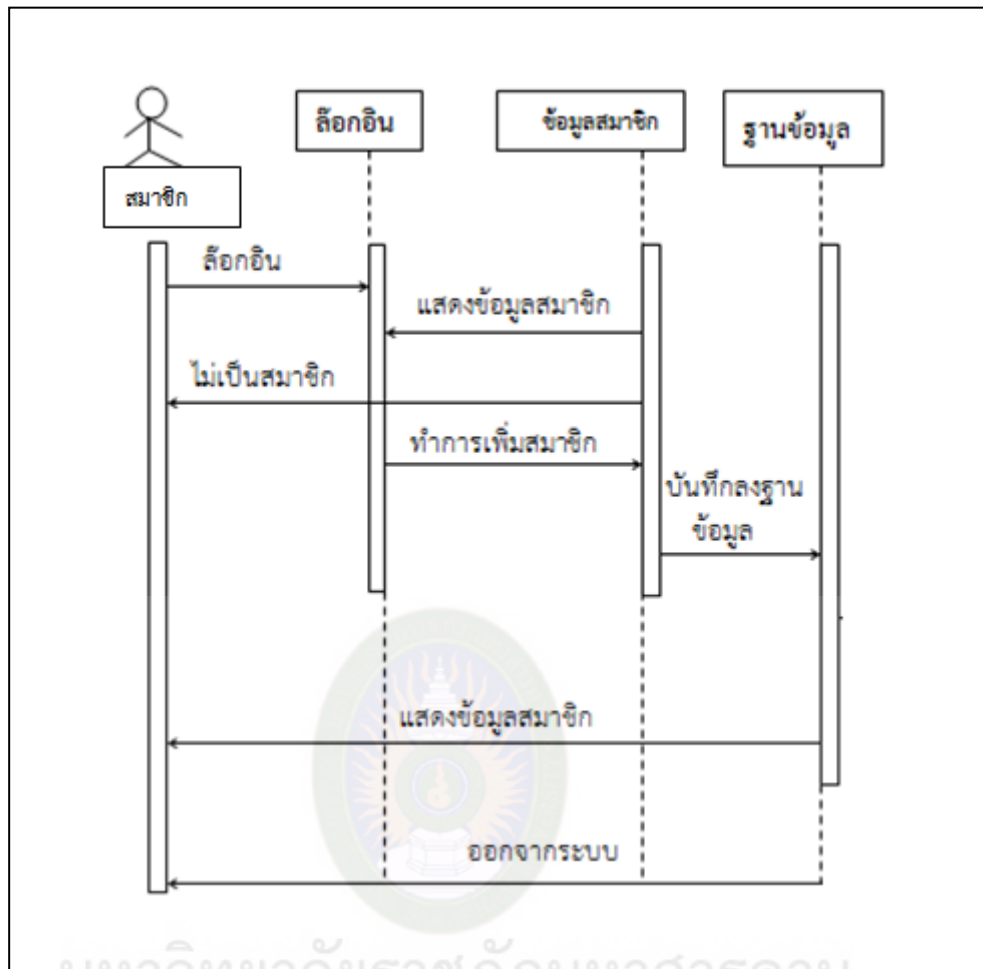 ล๊อกอิน
ข้อมูลสมาชิก
ฐานข้อมูล
สมาชิก
ล๊อกอิน
แสดงข้อมูลสมาชิก
ไม่เป็นสมาชิก
ทำการเพิ่มสมาชิก
บันทึกลงฐาน
ข้อมูล
แสดงข้อมูลสมาชิก
ออกจากระบบ